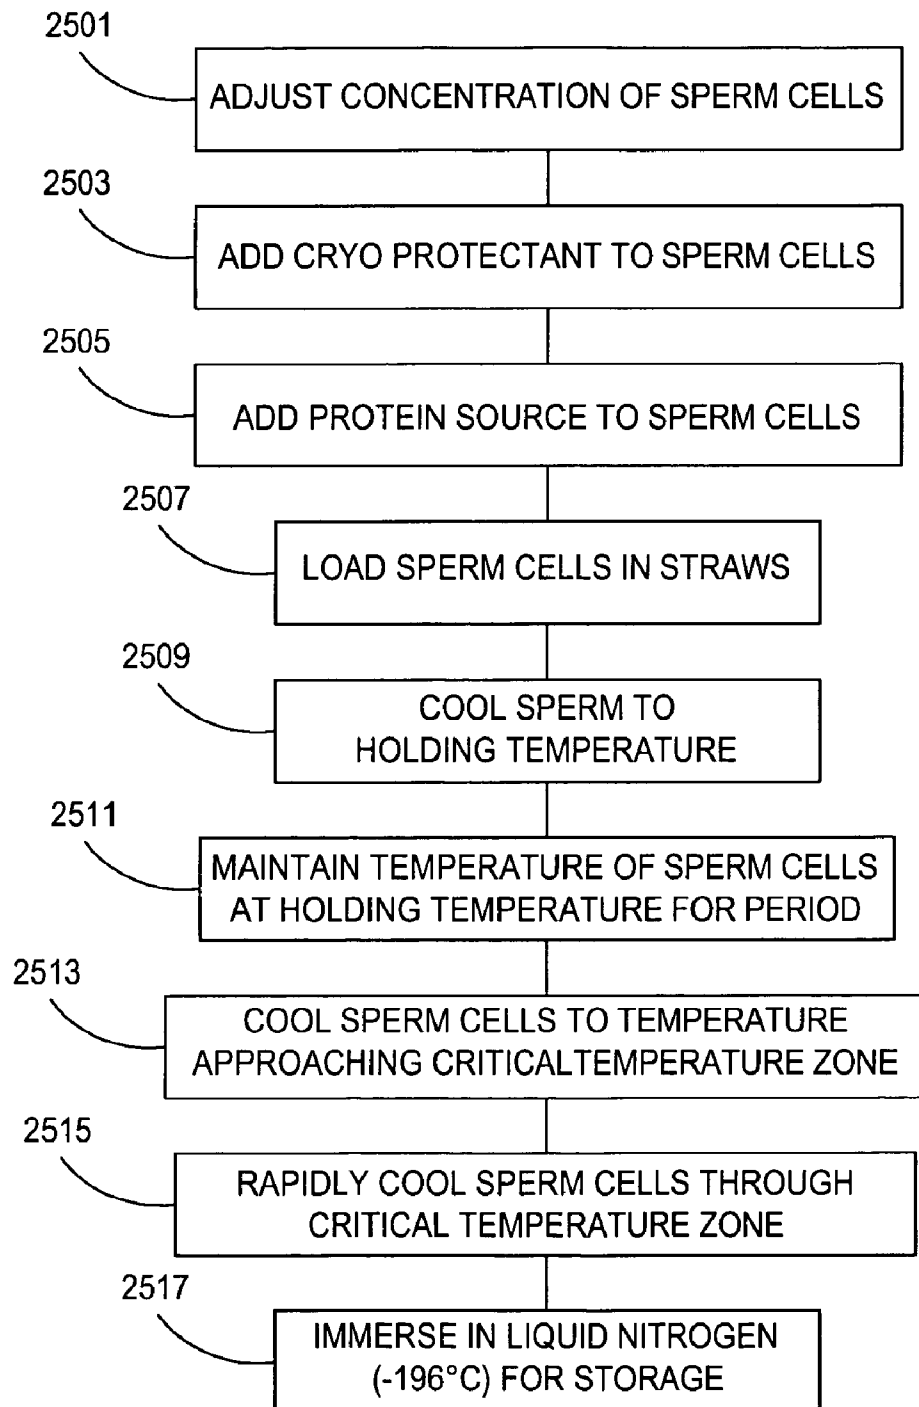 2501
ADJUST CONCENTRATION OF SPERM CELLS
2503
ADD CRYO PROTECTANT TO SPERM CELLS
2505
ADD PROTEIN SOURCE TO SPERM CELLS
2507
LOAD SPERM CELLS IN STRAWS
2509
COOL SPERM TO
HOLDING TEMPERATURE
2511
MAINTAIN TEMPERATURE OF SPERM CELLS
AT HOLDING TEMPERATURE FOR PERIOD
2513
COOL SPERM CELLS TO TEMPERATURE
APPROACHING CRITICALTEMPERATURE ZONE
2515
RAPIDLY COOL SPERM CELLS THROUGH
CRITICAL TEMPERATURE ZONE
2517
IMMERSE IN LIQUID NITROGEN
(-196°C) FOR STORAGE